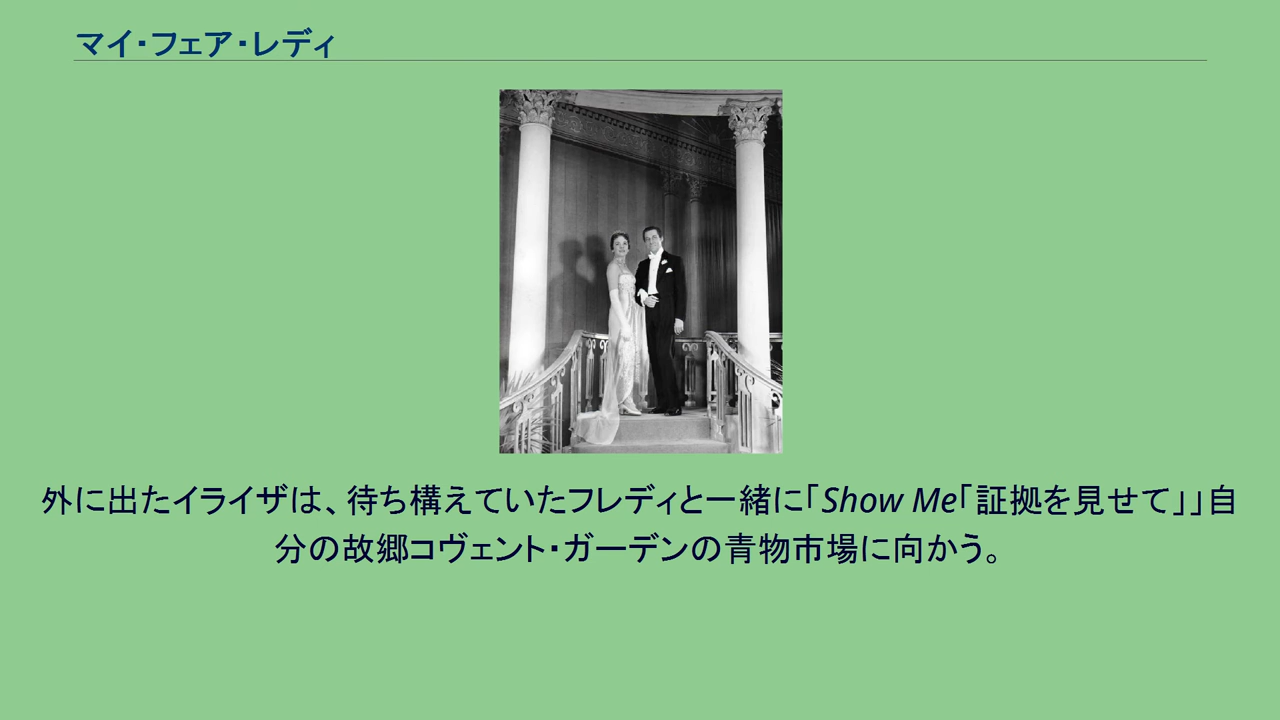 マイ・フェア・レディ
外に出たイライザは、待ち構えていたフレディと一緒に「Show Me「証拠を見せて」」自
分の故郷コヴェント・ガーデンの青物市場に向かう。